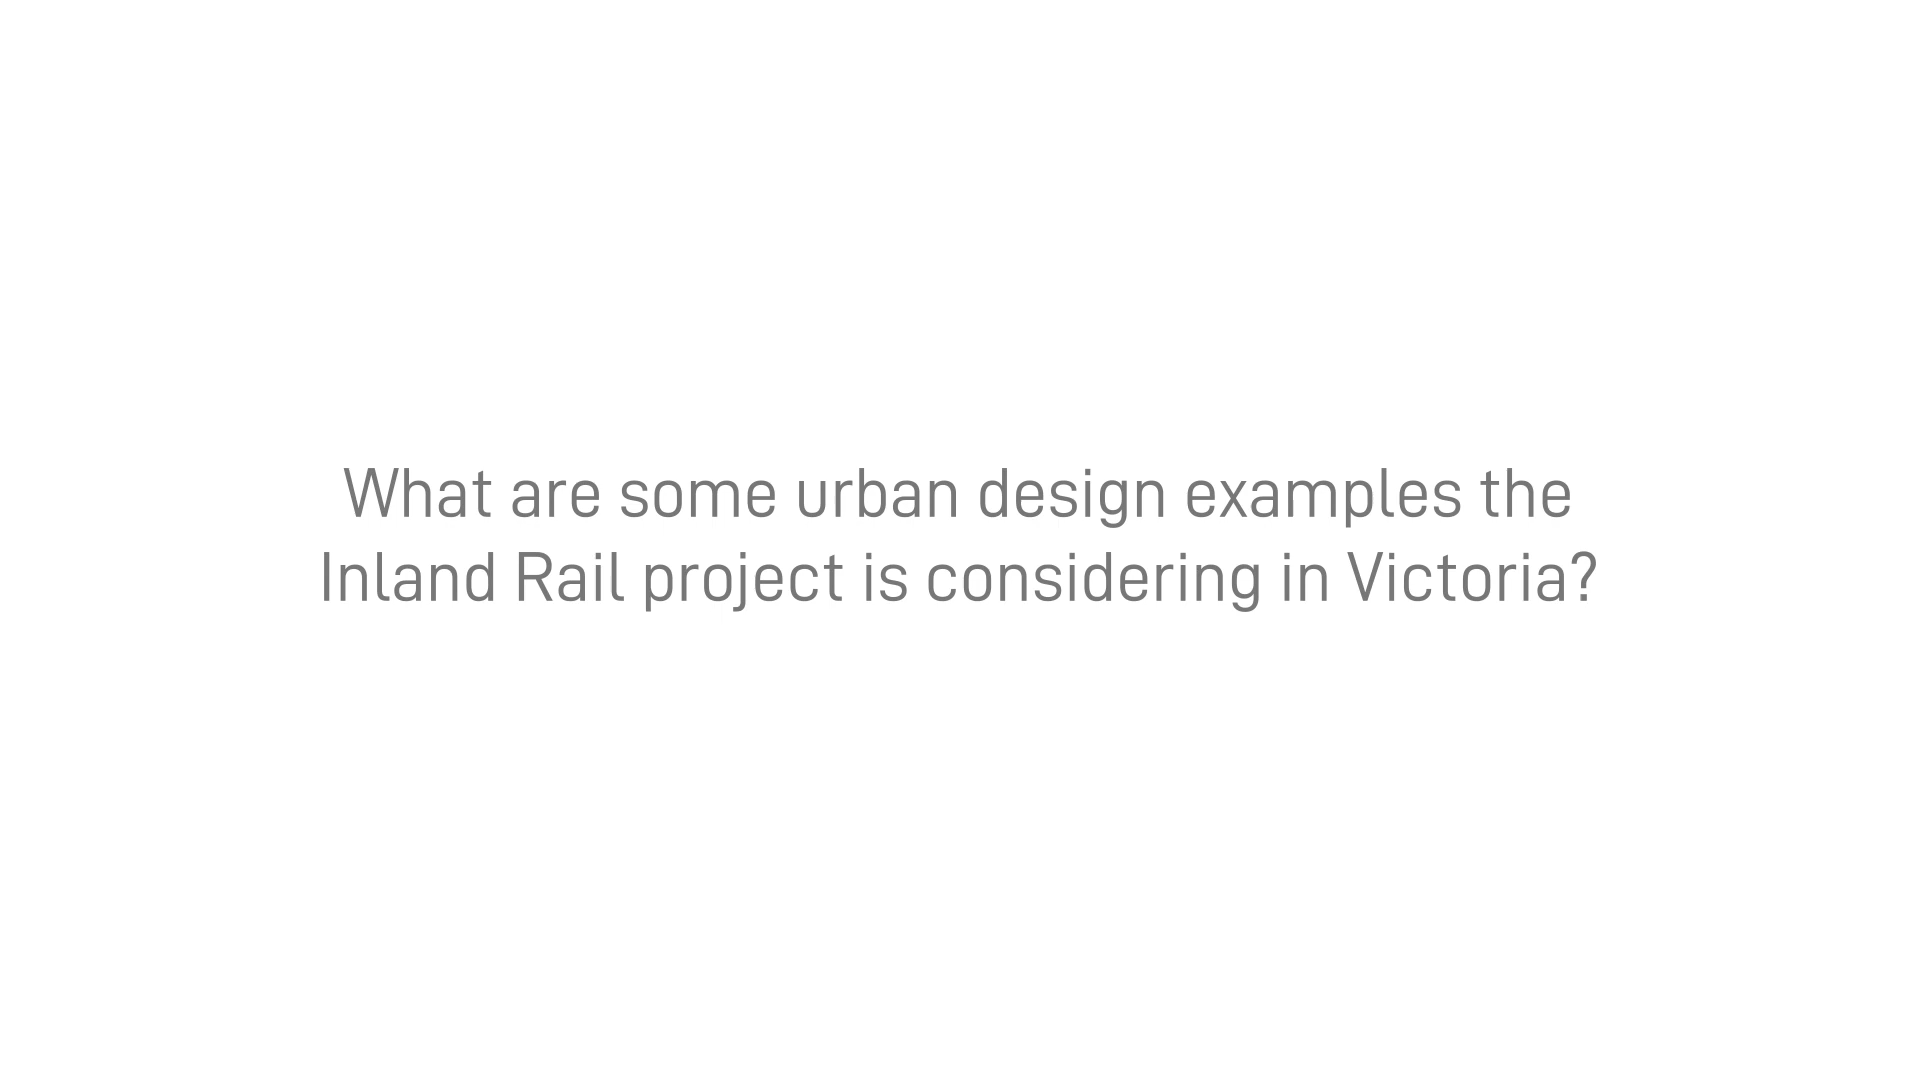 What are some urban design examples the
Inland Rail project is considering in Victoria?